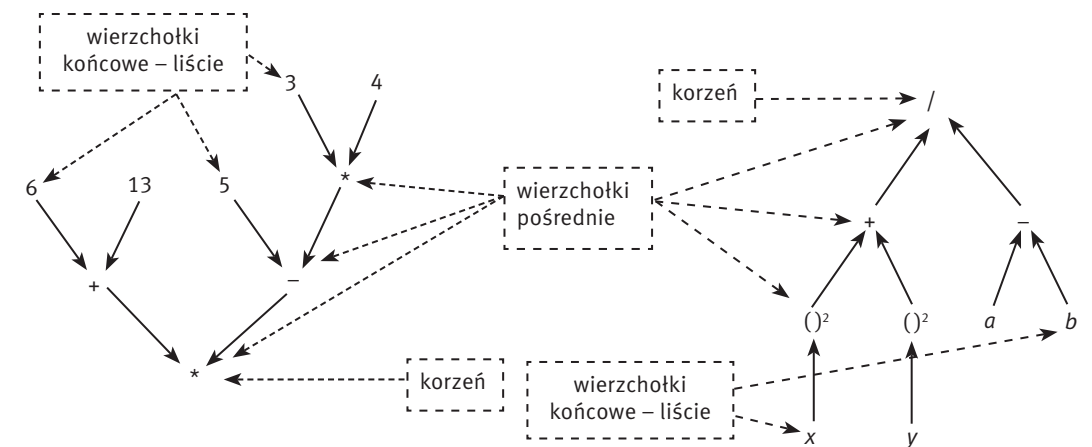 wierzchołki
końcowe – liście
3 4
korzeń
/
6 13 5 *
wierzchołki
pośrednie
+ –
+ –
()² ()² a b
*
korzeń
wierzchołki
końcowe – liście
x y